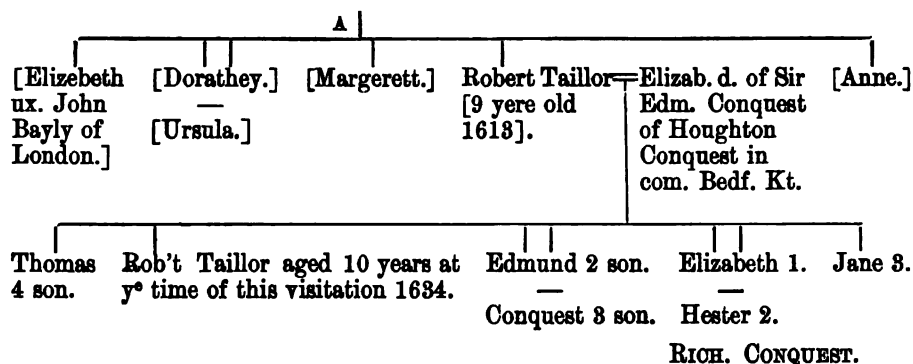 A
[Elizebeth ux. John Bayly of London.]
[Dorathey.]
—
[Ursula.]
[Margerett.]
Robert Taillor
[9 yere old
1613].
Elizab. d. of Sir
Edm. Conquest
of Houghton
Conquest in
com. Bedf. Kt.
[Anne.]
Thomas
4 son.
Rob't Taillor aged 10 years at
yᵉ time of this visitation 1634.
Edmund 2 son.
—
Conquest 3 son.
Elizabeth 1.
—
Hester 2.
Jane 3.
RICH. CONQUEST.